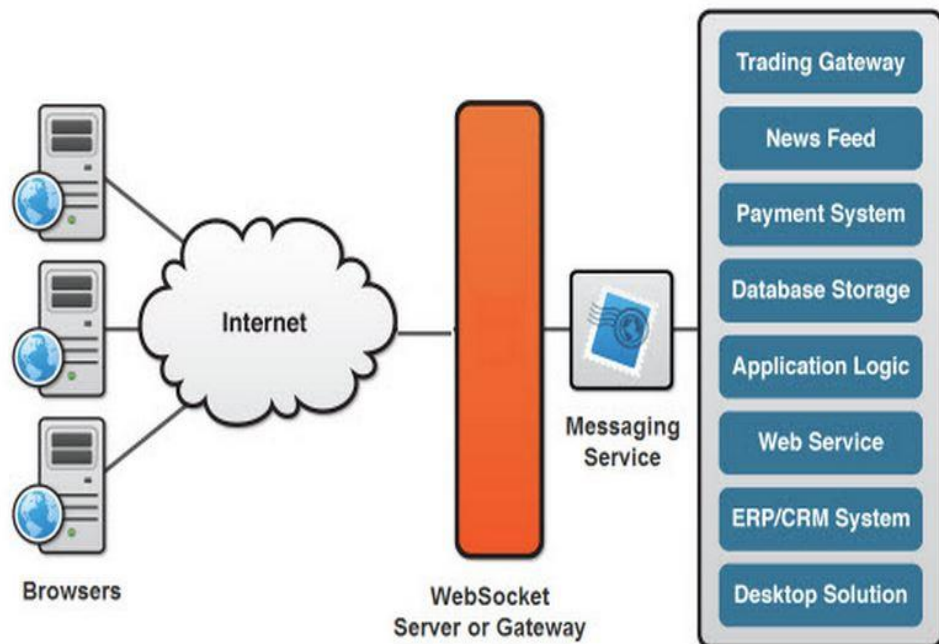 Browsers
Internet
WebSocket
Server or Gateway
Messaging
Service
Trading Gateway
News Feed
Payment System
Database Storage
Application Logic
Web Service
ERP/CRM System
Desktop Solution